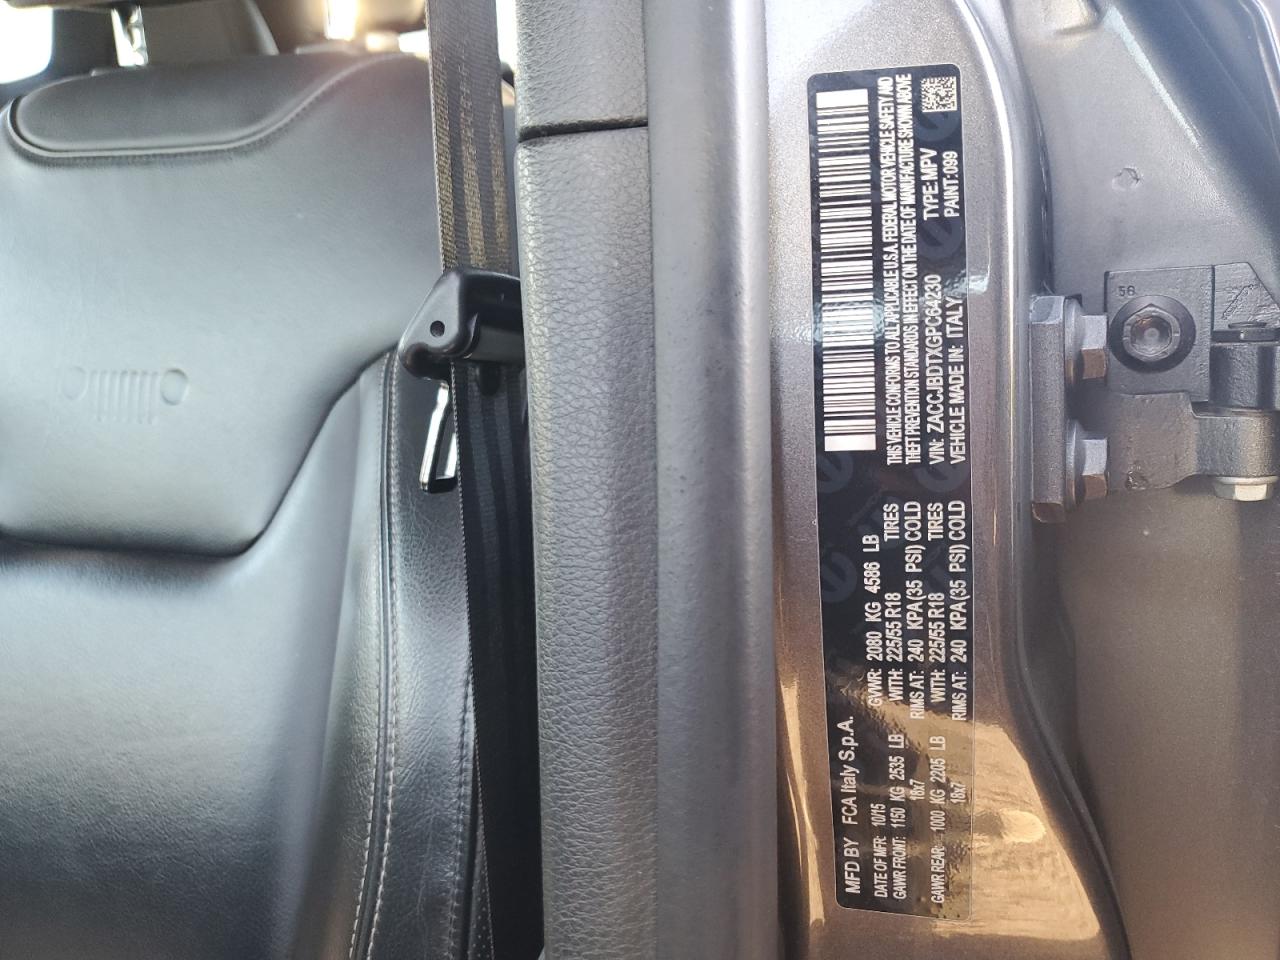 MFD BY FCA Italy S.p.A.
DATE OF MFR: 10/15 GVWR: 2080 KG 4586 LB
GAWR FRONT: 1150 KG 2535 LB WITH: 225/55 R18 TIRES
18x7 RIMS AT: 240 KPA(35 PSI) COLD
GAWR REAR: 1000 KG 2205 LB WITH: 225/55 R18 TIRES
18x7 RIMS AT: 240 KPA(35 PSI) COLD
THIS VEHICLE CONFORMS TO ALL APPLICABLE U.S.A. FEDERAL MOTOR VEHICLE SAFETY AND
THEFT PREVENTION STANDARDS IN EFFECT ON THE DATE OF MANUFACTURE SHOWN ABOVE
VIN: ZACCJBDTXGPC64230 TYPE: MPV
VEHICLE MADE IN: ITALY PAINT: 099
58